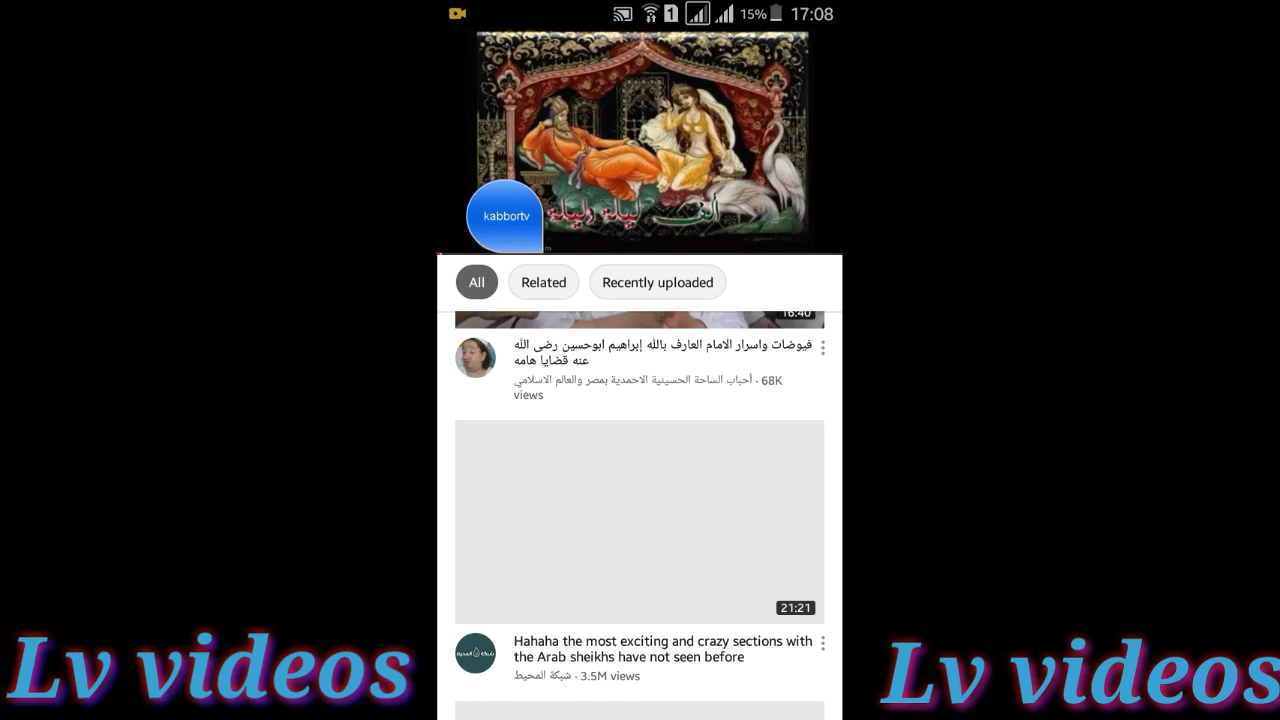 1
15%
17:08
ألف ليلة وليلة
kabbortv
m
All
Related
Recently uploaded
16:40
فيوضات واسرار الامام العارف بالله إبراهيم ابوحسين رضى الله
عنه قضايا هامه
أحباب الساحة الحسينية الاحمدية بمصر والعالم الاسلامي · 68K
views
21:21
Hahaha the most exciting and crazy sections with
the Arab sheikhs have not seen before
شبكة المحيط
شبكة المحيط · 3.5M views
Lv videos
Lv videos